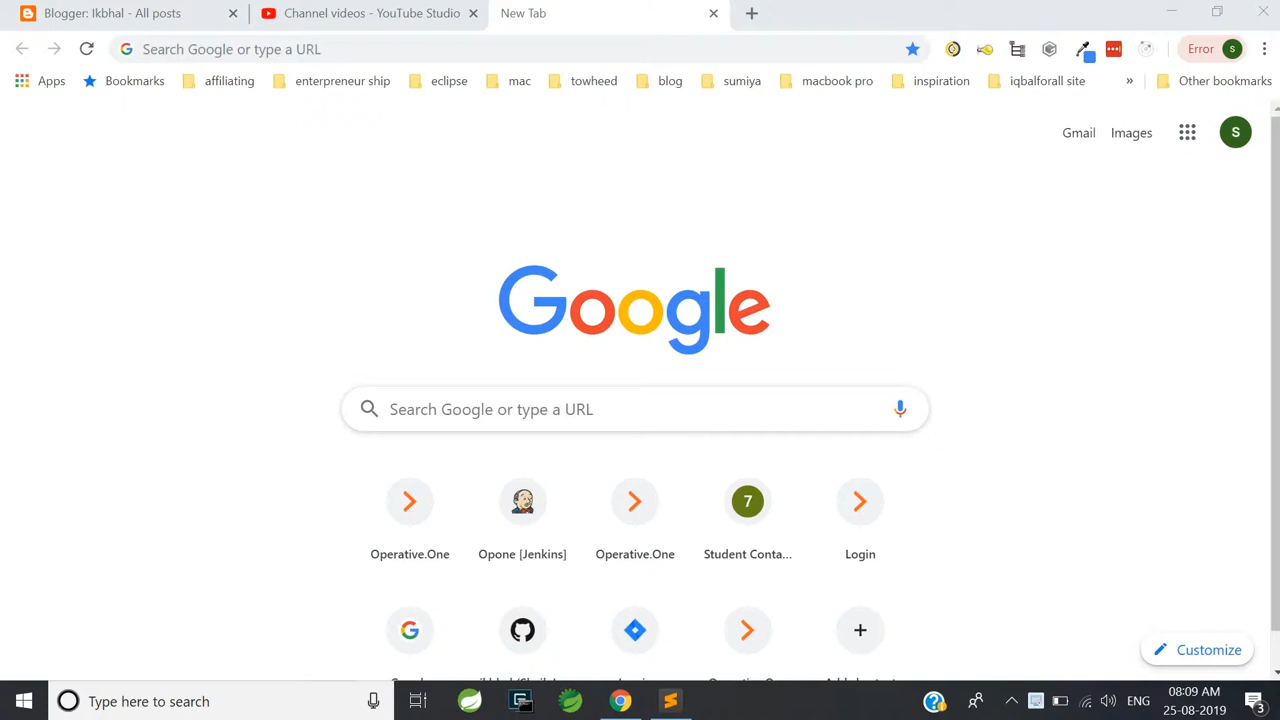 Blogger: Ikbhal - All posts
Channel videos - YouTube Studio
New Tab
Search Google or type a URL
Error S
Apps
Bookmarks
affiliating
enterpreneur ship
eclipse
mac
towheed
blog
sumiya
macbook pro
inspiration
iqbalforall site
»
Other bookmarks
Gmail
Images
S
Google
Search Google or type a URL
7
Operative.One
Opone [Jenkins]
Operative.One
Student Conta...
Login
Customize
Type here to search
ENG
08:09 AM
25-08-2019
3